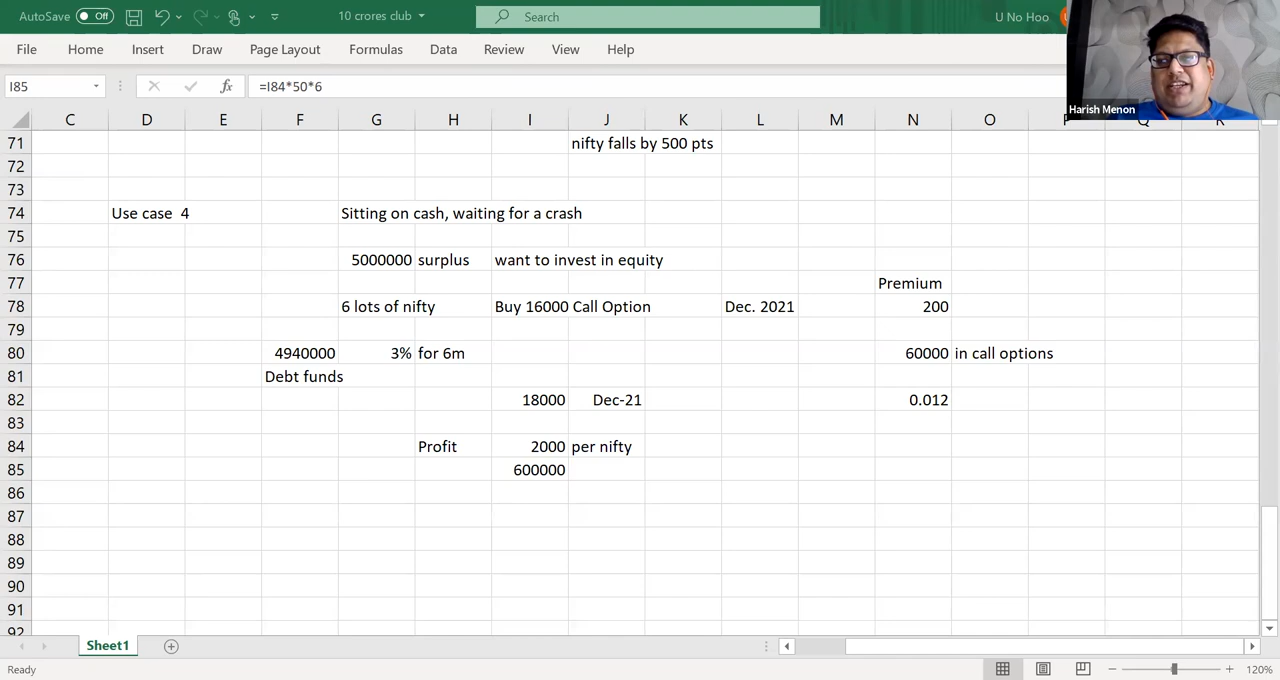 AutoSave Off 10 crores club Search U No Hoo
File Home Insert Draw Page Layout Formulas Data Review View Help
I85 fx =I84*50*6
Harish Menon
C D E F G H I J K L M N O
71 nifty falls by 500 pts
72
73
74 Use case 4 Sitting on cash, waiting for a crash
75
76 5000000 surplus want to invest in equity
77 Premium
78 6 lots of nifty Buy 16000 Call Option Dec. 2021 200
79
80 4940000 3% for 6m 60000 in call options
81 Debt funds
82 18000 Dec-21 0.012
83
84 Profit 2000 per nifty
85 600000
86
87
88
89
90
91
92
Sheet1
Ready 120%